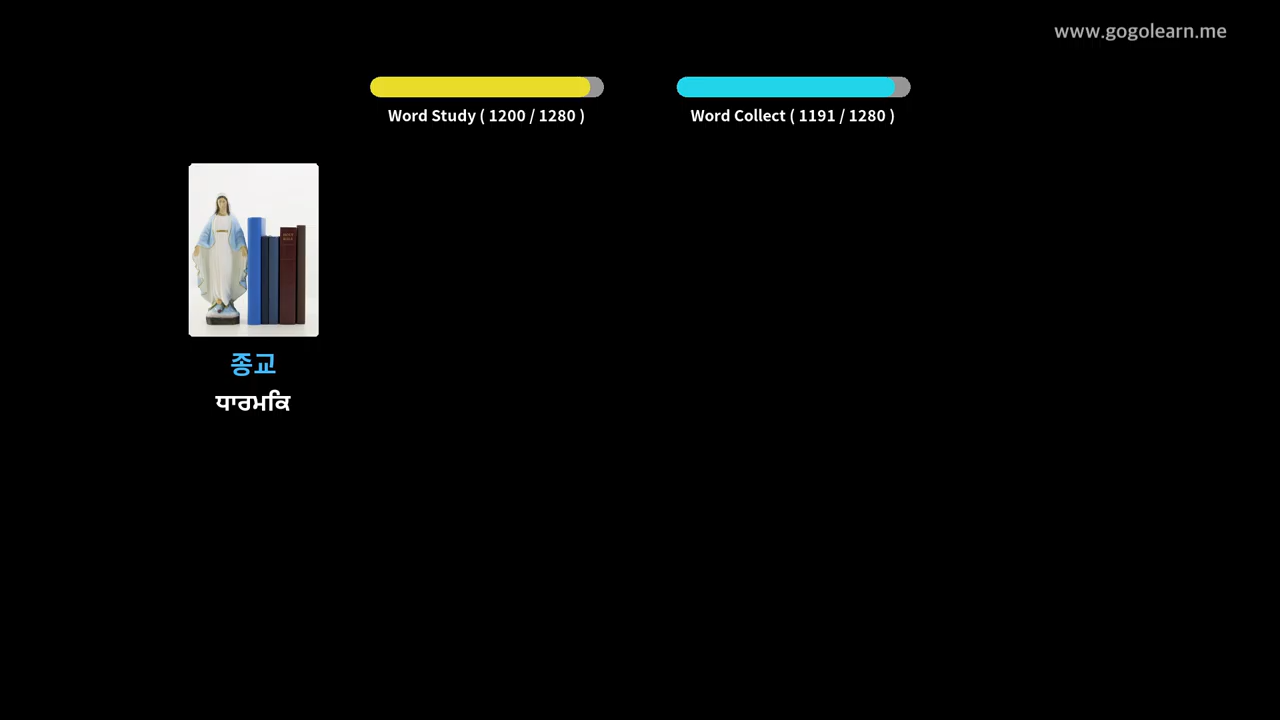 www.gogolearn.me
Word Study ( 1200 / 1280 )
Word Collect ( 1191 / 1280 )
종교
ਧਾਰਮਕਿ